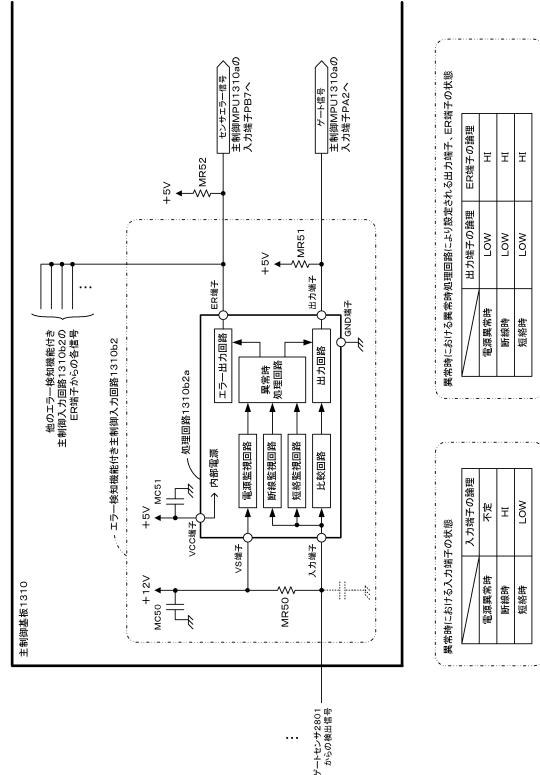 主制御基板1310
エラー検知機能付き主制御入力回路1310b2
他のエラー検知機能付き
主制御入力回路1310b2の
ER端子からの各信号
…
+12V
MC50
+5V
MC51
VCC端子
処理回路1310b2a
内部電源
VS端子
入力端子
MR50
電源監視回路
断線監視回路
短絡監視回路
比較回路
異常時
処理回路
エラー出力回路
出力回路
ER端子
出力端子
GND端子
+5V
MR51
+5V
MR52
センサエラー信号
主制御MPU1310aの
入力端子PB7へ
ゲート信号
主制御MPU1310aの
入力端子PA2へ
…
ゲートセンサ2801
からの検出信号
異常時における入力端子の状態
入力端子の論理
電源異常時 不定
断線時 HI
短絡時 LOW
異常時における異常時処理回路により設定される出力端子、ER端子の状態
出力端子の論理 ER端子の論理
電源異常時 LOW HI
断線時 LOW HI
短絡時 LOW HI